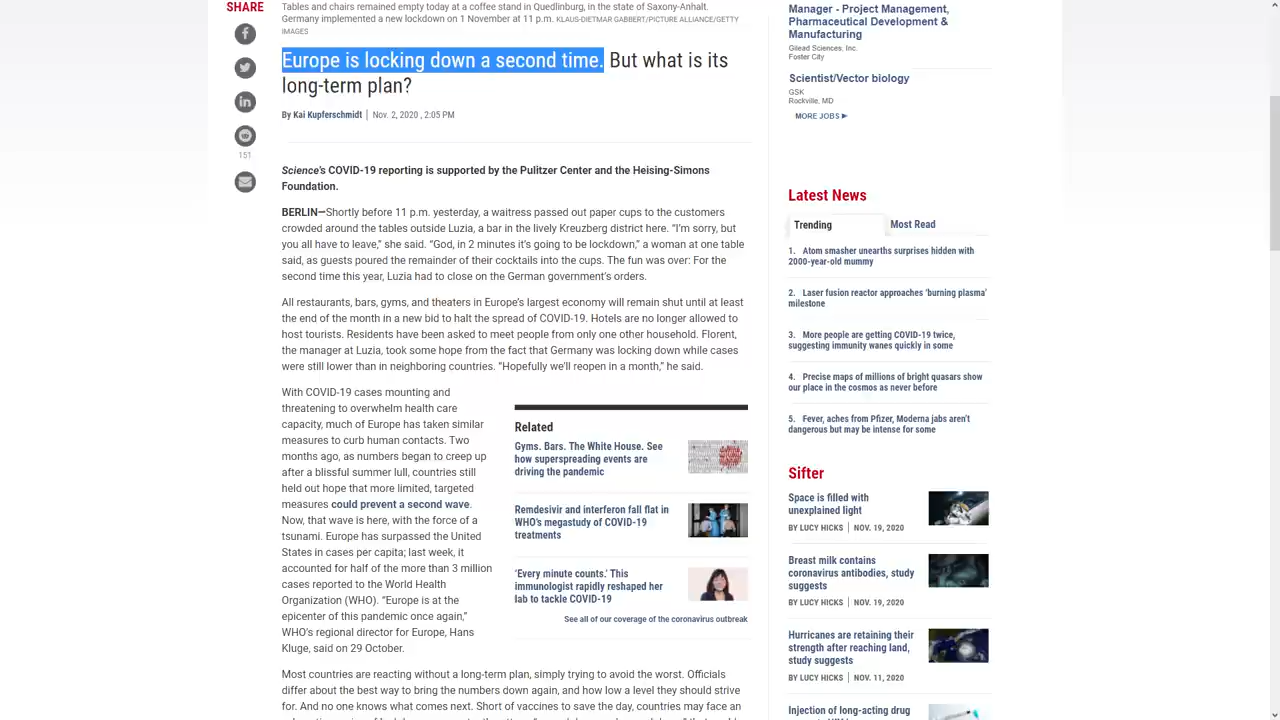 SHARE
151
Tables and chairs remained empty today at a coffee stand in Quedlinburg, in the state of Saxony-Anhalt.
Germany implemented a new lockdown on 1 November at 11 p.m. KLAUS-DIETMAR GABBERT/PICTURE ALLIANCE/GETTY
IMAGES
Europe is locking down a second time. But what is its
long-term plan?
By Kai Kupferschmidt | Nov. 2, 2020 , 2:05 PM
Science's COVID-19 reporting is supported by the Pulitzer Center and the Heising-Simons
Foundation.
BERLIN—Shortly before 11 p.m. yesterday, a waitress passed out paper cups to the customers
crowded around the tables outside Luzia, a bar in the lively Kreuzberg district here. “I’m sorry, but
you all have to leave,” she said. “God, in 2 minutes it’s going to be lockdown,” a woman at one table
said, as guests poured the remainder of their cocktails into the cups. The fun was over: For the
second time this year, Luzia had to close on the German government’s orders.
All restaurants, bars, gyms, and theaters in Europe’s largest economy will remain shut until at least
the end of the month in a new bid to halt the spread of COVID-19. Hotels are no longer allowed to
host tourists. Residents have been asked to meet people from only one other household. Florent,
the manager at Luzia, took some hope from the fact that Germany was locking down while cases
were still lower than in neighboring countries. “Hopefully we’ll reopen in a month,” he said.
With COVID-19 cases mounting and
threatening to overwhelm health care
capacity, much of Europe has taken similar
measures to curb human contacts. Two
months ago, as numbers began to creep up
after a blissful summer lull, countries still
held out hope that more limited, targeted
measures could prevent a second wave.
Now, that wave is here, with the force of a
tsunami. Europe has surpassed the United
States in cases per capita; last week, it
accounted for half of the more than 3 million
cases reported to the World Health
Organization (WHO). “Europe is at the
epicenter of this pandemic once again,”
WHO’s regional director for Europe, Hans
Kluge, said on 29 October.
Related
Gyms. Bars. The White House. See
how superspreading events are
driving the pandemic
Remdesivir and interferon fall flat in
WHO’s megastudy of COVID-19
treatments
‘Every minute counts.’ This
immunologist rapidly reshaped her
lab to tackle COVID-19
See all of our coverage of the coronavirus outbreak
Most countries are reacting without a long-term plan, simply trying to avoid the worst. Officials
differ about the best way to bring the numbers down again, and how low a level they should strive
for. And no one knows what comes next. Short of vaccines to save the day, countries may face an
Manager - Project Management,
Pharmaceutical Development &
Manufacturing
Gilead Sciences, Inc.
Foster City
Scientist/Vector biology
GSK
Rockville, MD
MORE JOBS ►
Latest News
Trending
Most Read
1. Atom smasher unearths surprises hidden with
2000-year-old mummy
2. Laser fusion reactor approaches ‘burning plasma’
milestone
3. More people are getting COVID-19 twice,
suggesting immunity wanes quickly in some
4. Precise maps of millions of bright quasars show
our place in the cosmos as never before
5. Fever, aches from Pfizer, Moderna jabs aren’t
dangerous but may be intense for some
Sifter
Space is filled with
unexplained light
BY LUCY HICKS | NOV. 19, 2020
Breast milk contains
coronavirus antibodies, study
suggests
BY LUCY HICKS | NOV. 19, 2020
Hurricanes are retaining their
strength after reaching land,
study suggests
BY LUCY HICKS | NOV. 11, 2020
Injection of long-acting drug